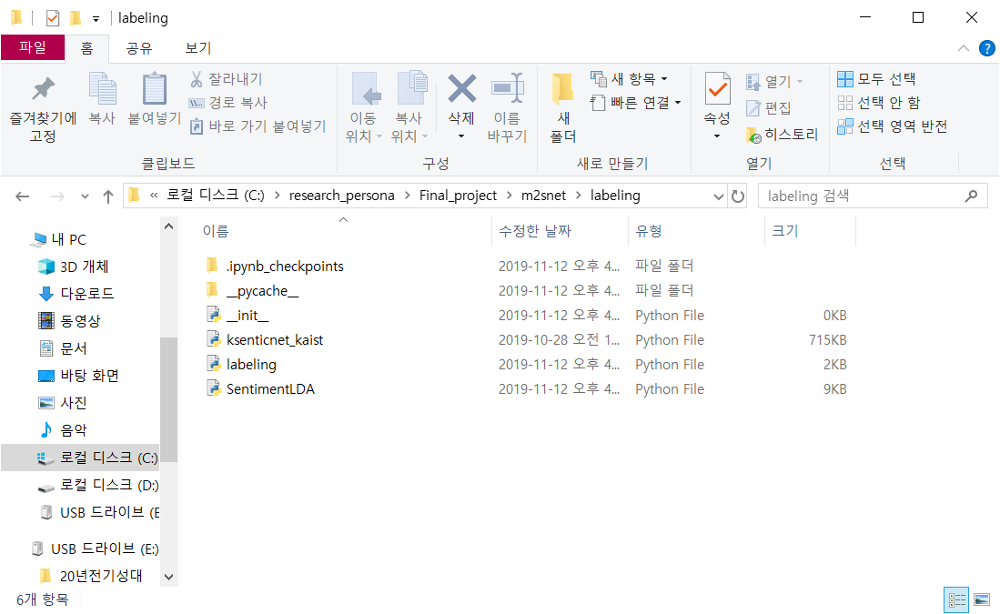 labeling
파일 홈 공유 보기
즐겨찾기에 고정
복사
붙여넣기
잘라내기
경로 복사
바로 가기 붙여넣기
클립보드
이동 위치
복사 위치
삭제
이름 바꾸기
구성
새 폴더
새 항목
빠른 연결
새로 만들기
속성
열기
편집
히스토리
열기
모두 선택
선택 안 함
선택 영역 반전
선택
« 로컬 디스크 (C:) > research_persona > Final_project > m2snet > labeling
labeling 검색
내 PC
3D 개체
다운로드
동영상
문서
바탕 화면
사진
음악
로컬 디스크 (C:)
로컬 디스크 (D:)
USB 드라이브 (E
USB 드라이브 (E:)
20년전기성대
이름 수정한 날짜 유형 크기
.ipynb_checkpoints 2019-11-12 오후 4... 파일 폴더
__pycache__ 2019-11-12 오후 4... 파일 폴더
__init__ 2019-11-12 오후 4... Python File 0KB
ksenticnet_kaist 2019-10-28 오전 1... Python File 715KB
labeling 2019-11-12 오후 4... Python File 2KB
SentimentLDA 2019-11-12 오후 4... Python File 9KB
6개 항목